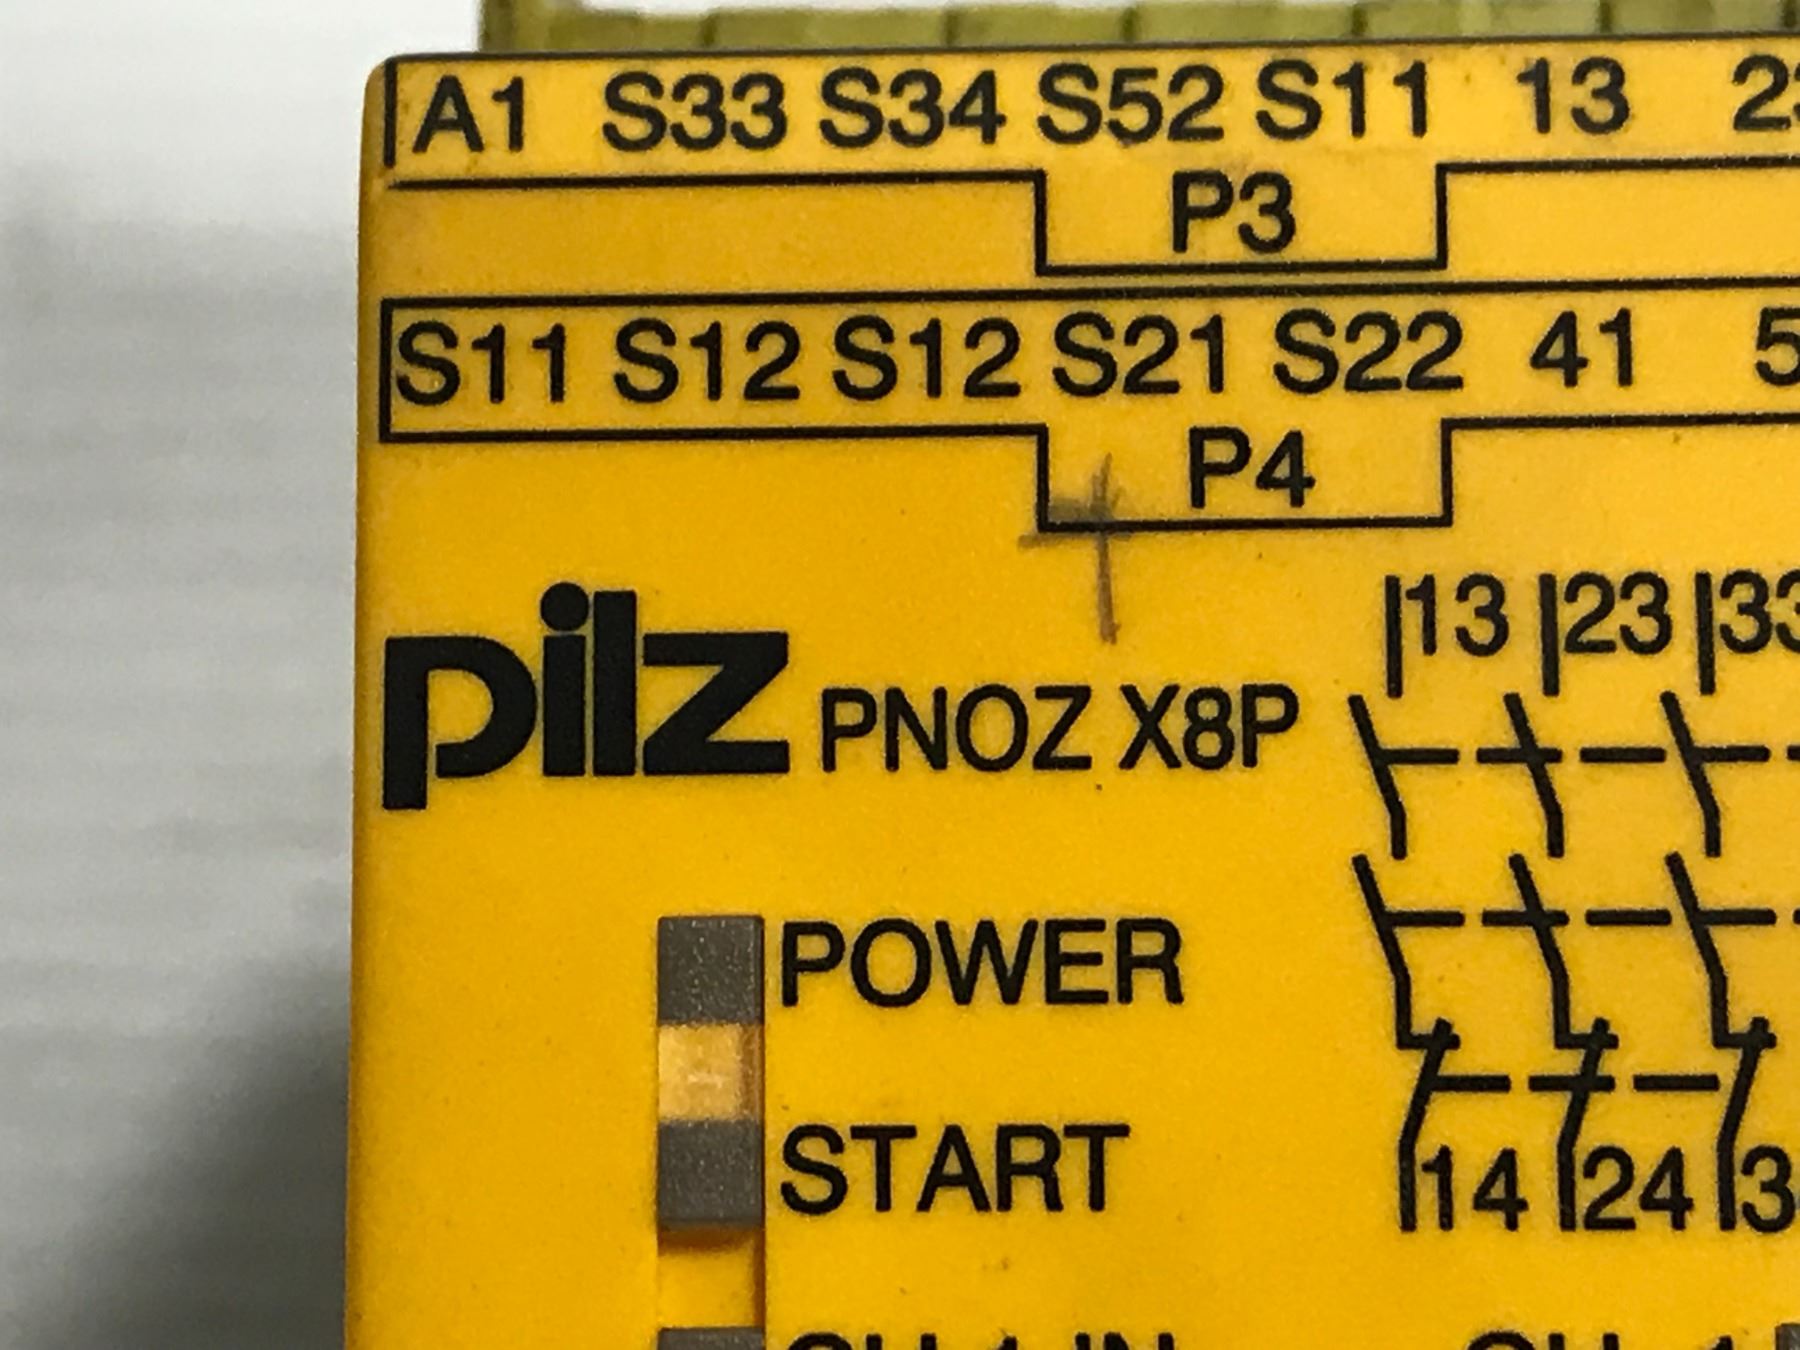 A1 S33 S34 S52 S11 13
P3
S11 S12 S12 S21 S22 41
P4
13 23 33
pilz PNOZ X8P
POWER
START
14 24